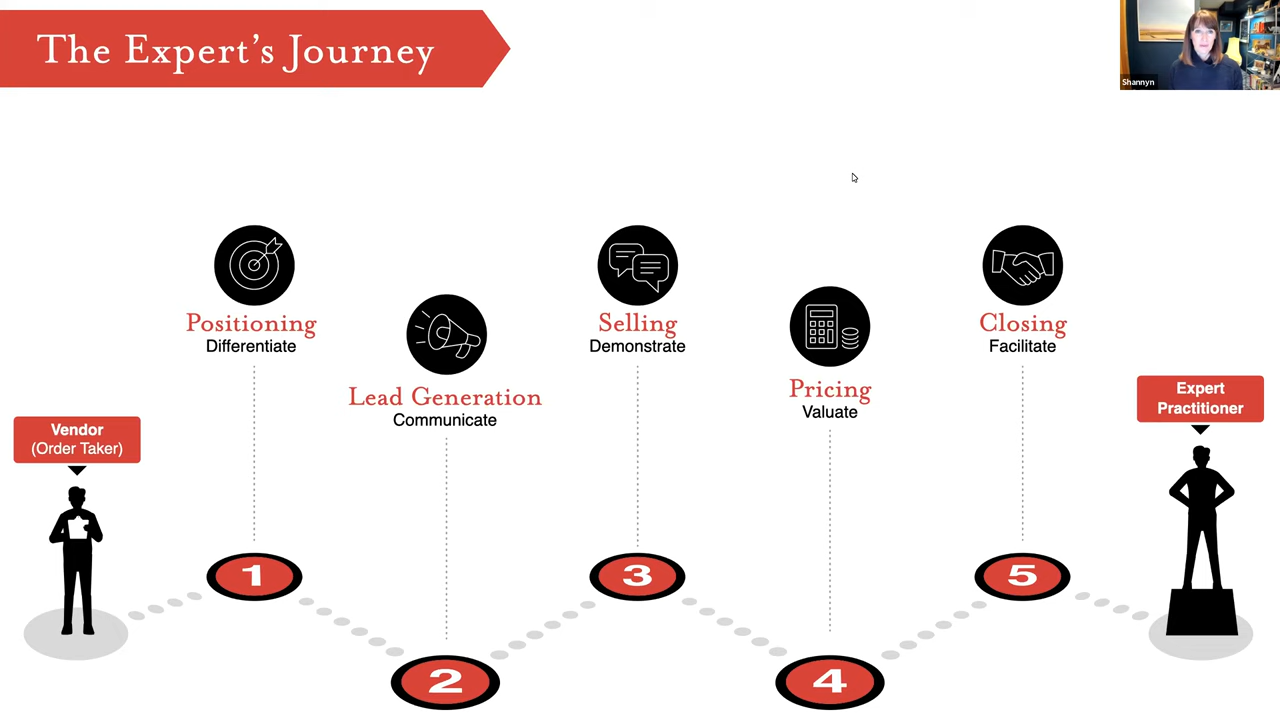 The Expert's Journey
Shannyn
Positioning
Differentiate
Lead Generation
Communicate
Selling
Demonstrate
Pricing
Valuate
Closing
Facilitate
Vendor
(Order Taker)
Expert
Practitioner
1
2
3
4
5